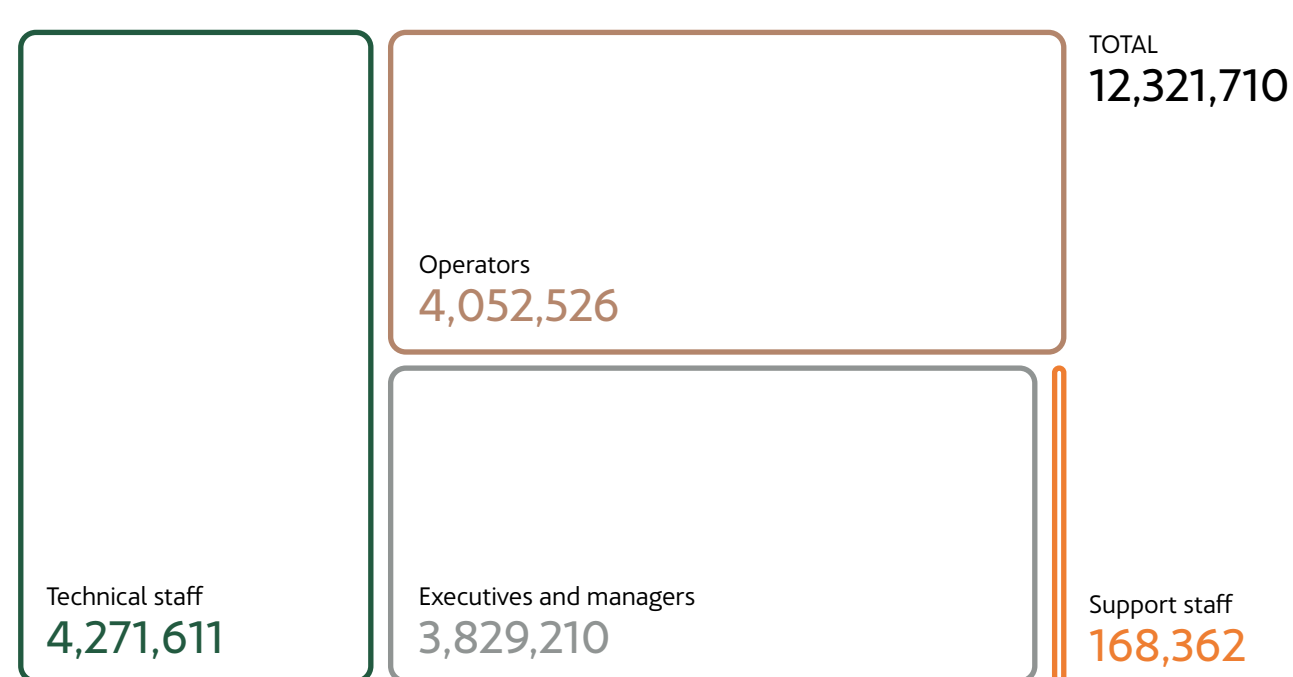 TOTAL
12,321,710
Operators
4,052,526
Technical staff
4,271,611
Executives and managers
3,829,210
Support staff
168,362